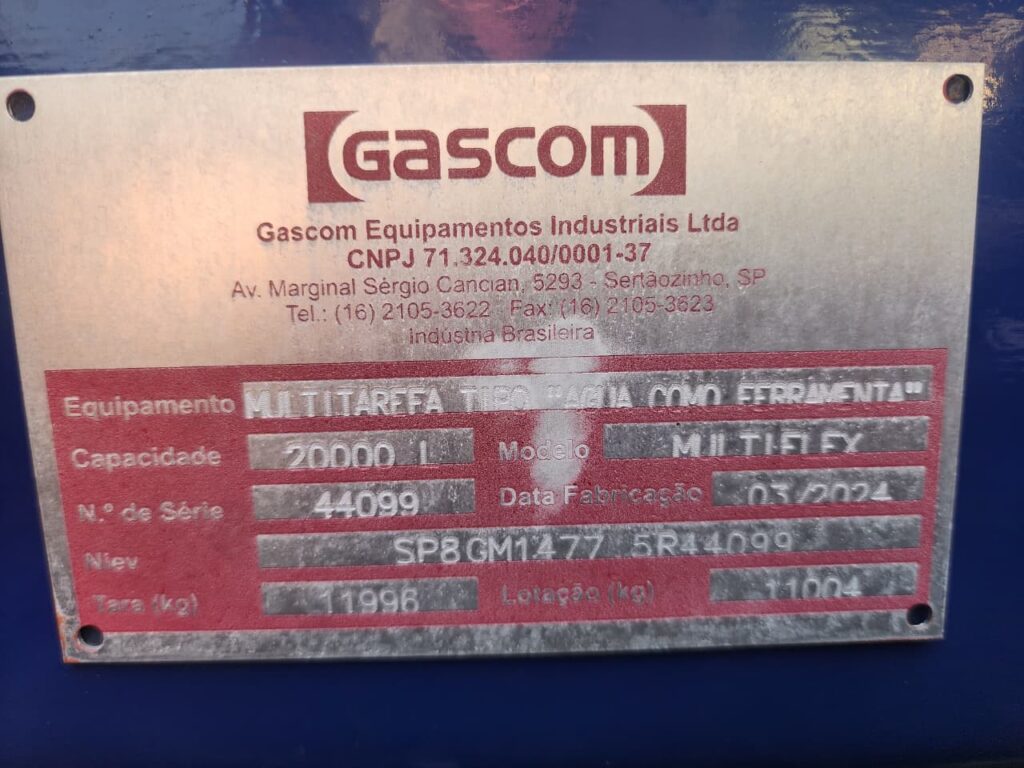 GASCOM
Gascom Equipamentos Industriais Ltda
CNPJ 71.324.040/0001-37
Av. Marginal Sérgio Cancian, 5293 - Sertãozinho, SP
Tel.: (16) 2105-3622 Fax: (16) 2105-3623
Indústria Brasileira
Equipamento MULTITAREFA TIPO "AGUA COMO FERRAMENTA"
Capacidade 20000 L Modelo MULTIFLEX
N.º de Série 44099 Data Fabricação 03/2024
Niev SP8GM1477 5R44099
Tara (kg) 11996 Lotação (kg) 11004